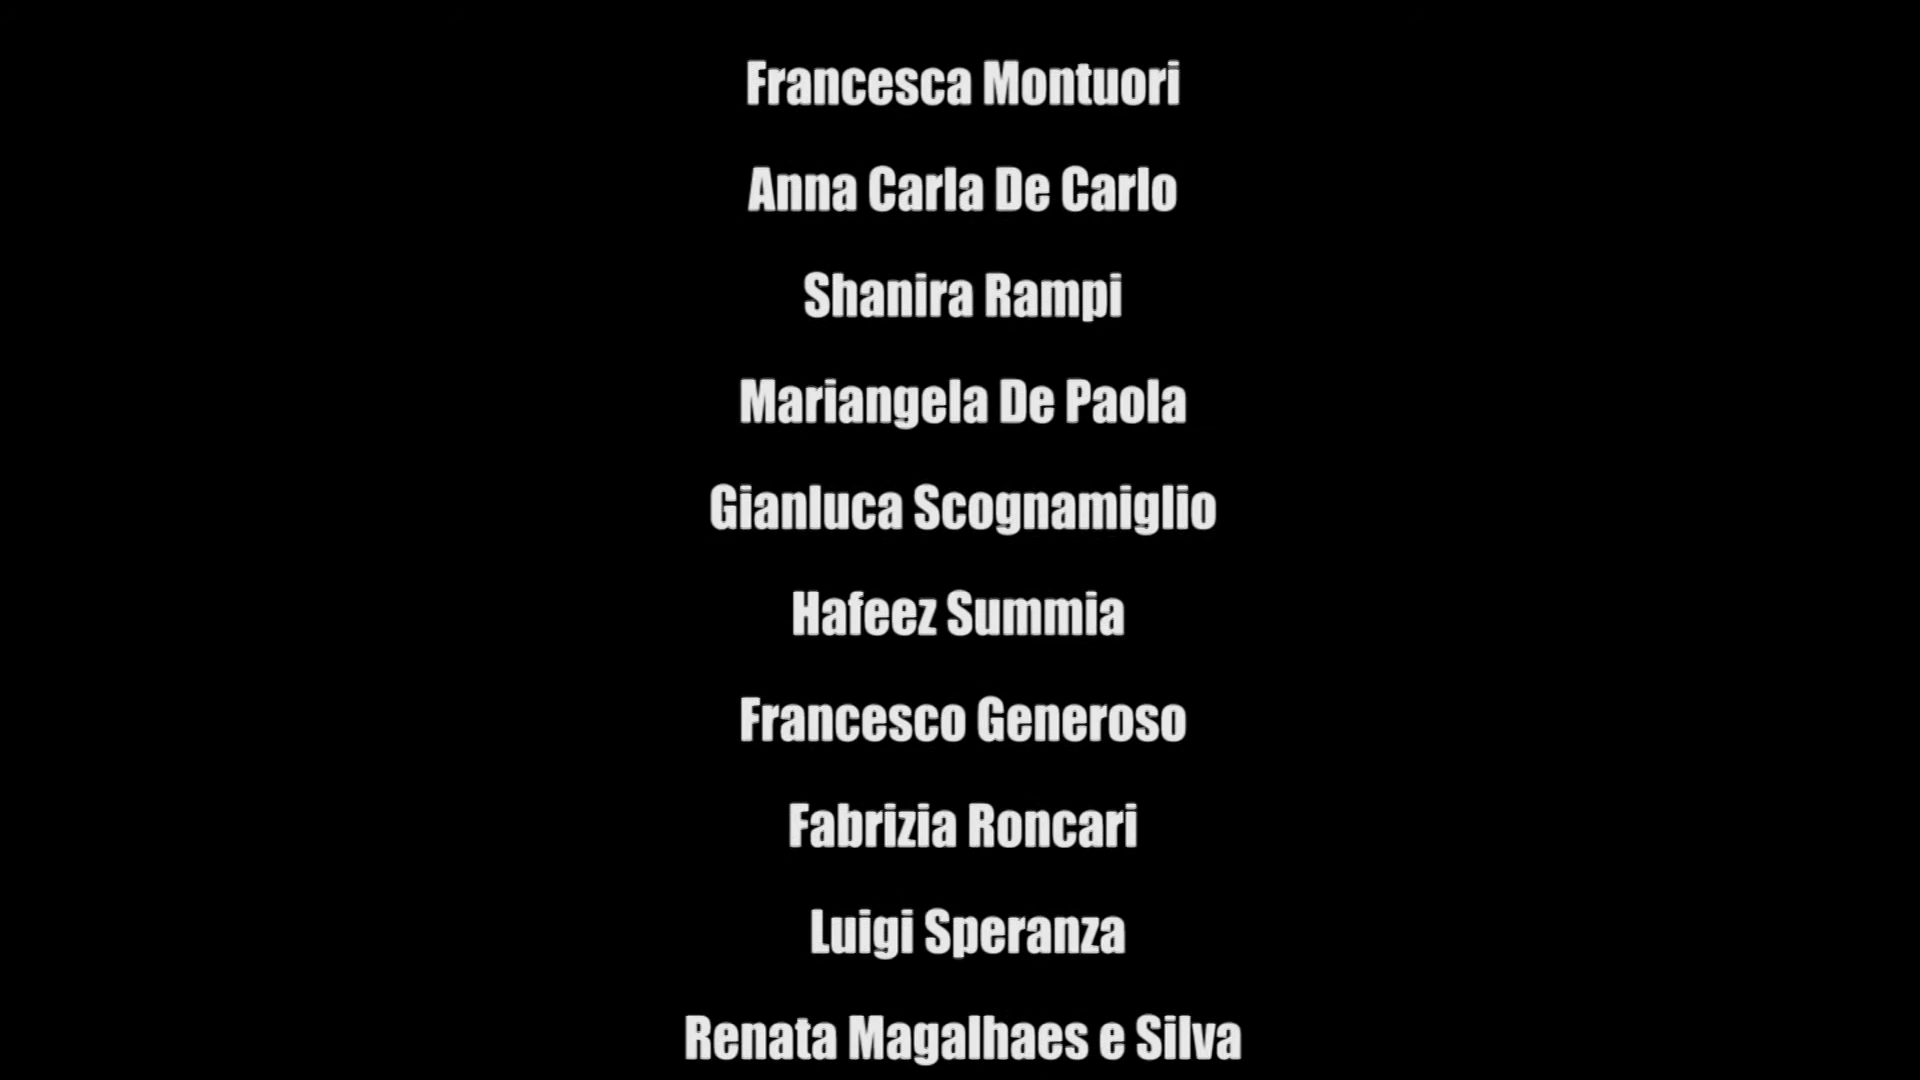 Francesca Montuori
Anna Carla De Carlo
Shanira Rampi
Mariangela De Paola
Gianluca Scognamiglio
Hafeez Summia
Francesco Generoso
Fabrizia Roncari
Luigi Speranza
Renata Magalhaes e Silva